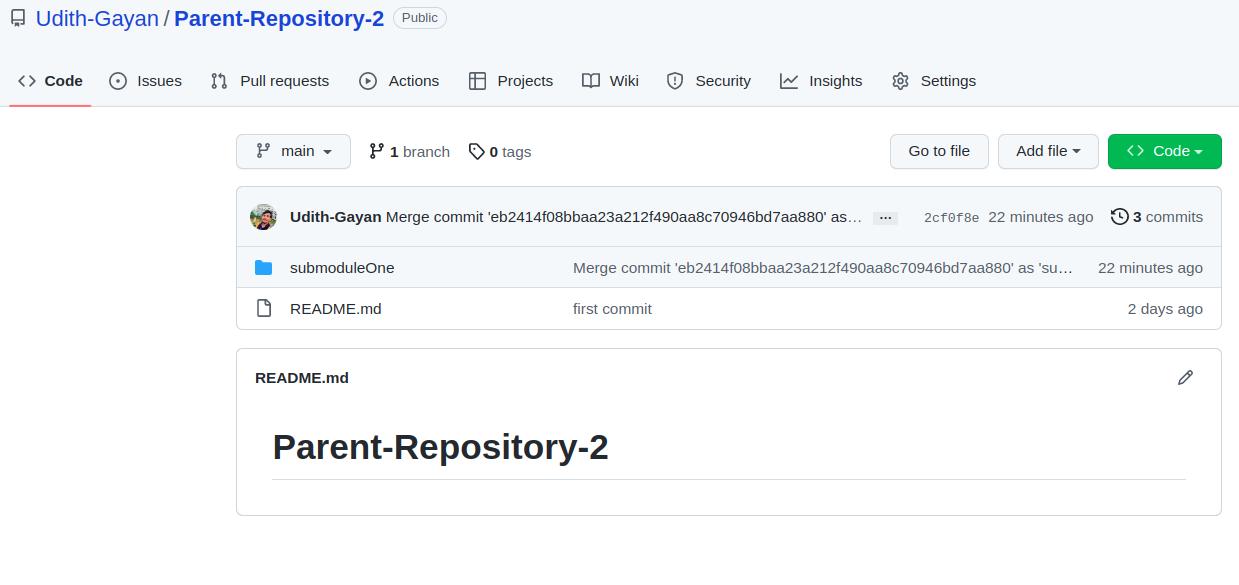 Udith-Gayan / Parent-Repository-2 Public
Code Issues Pull requests Actions Projects Wiki Security Insights Settings
main 1 branch 0 tags Go to file Add file Code
Udith-Gayan Merge commit 'eb2414f08bbaa23a212f490aa8c70946bd7aa880' as… ... 2cf0f8e 22 minutes ago 3 commits
submoduleOne Merge commit 'eb2414f08bbaa23a212f490aa8c70946bd7aa880' as 'su… 22 minutes ago
README.md first commit 2 days ago
README.md
Parent-Repository-2